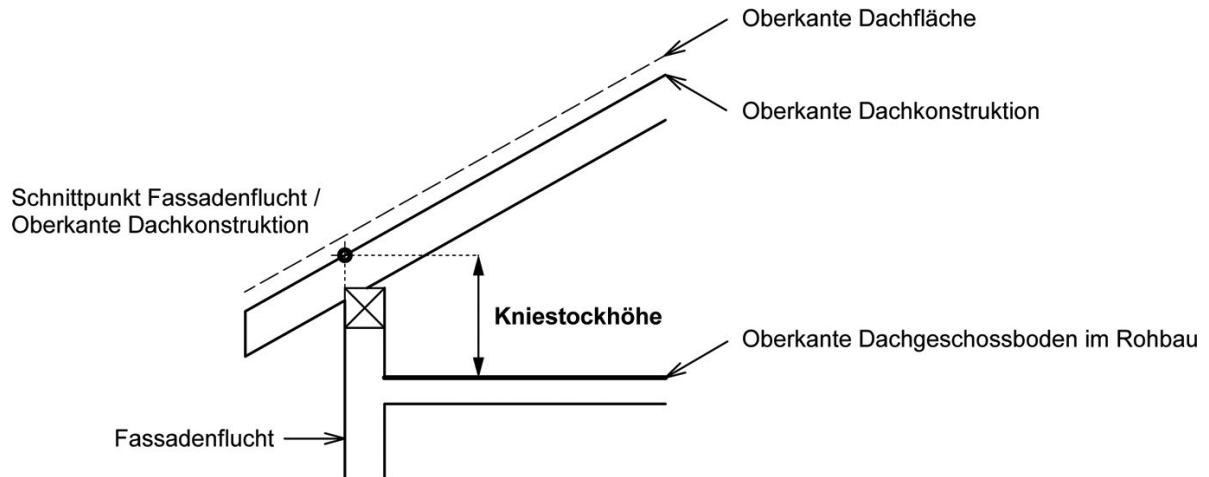 Oberkante Dachfläche
Oberkante Dachkonstruktion
Schnittpunkt Fassadenflucht /
Oberkante Dachkonstruktion
Kniestockhöhe
Oberkante Dachgeschossboden im Rohbau
Fassadenflucht